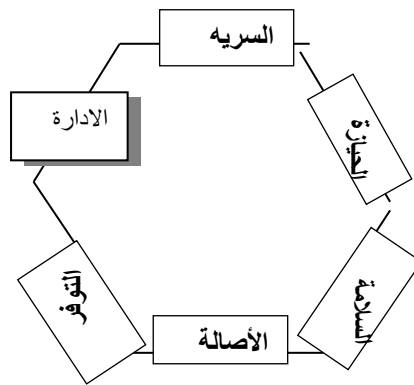 السريه
الحيازة
السلامة
الأصالة
التوفر
الادارة